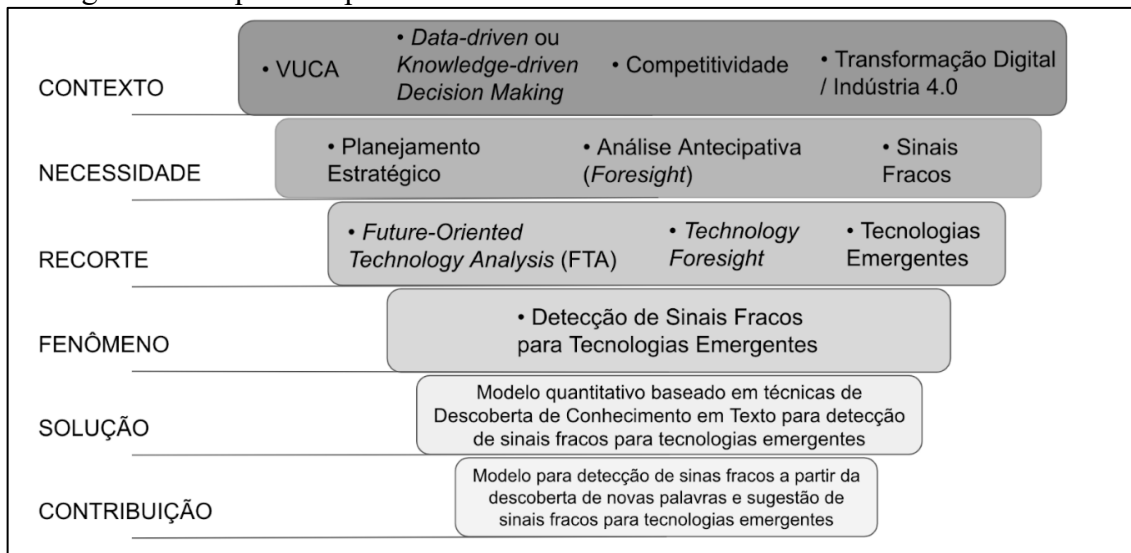 CONTEXTO
• VUCA
• Data-driven ou
Knowledge-driven
Decision Making
• Competitividade
• Transformação Digital
/ Indústria 4.0
NECESSIDADE
• Planejamento
Estratégico
• Análise Antecipativa
(Foresight)
• Sinais
Fracos
RECORTE
• Future-Oriented
Technology Analysis (FTA)
• Technology
Foresight
• Tecnologias
Emergentes
FENÔMENO
• Detecção de Sinais Fracos
para Tecnologias Emergentes
SOLUÇÃO
Modelo quantitativo baseado em técnicas de
Descoberta de Conhecimento em Texto para detecção
de sinais fracos para tecnologias emergentes
CONTRIBUIÇÃO
Modelo para detecção de sinas fracos a partir da
descoberta de novas palavras e sugestão de
sinais fracos para tecnologias emergentes